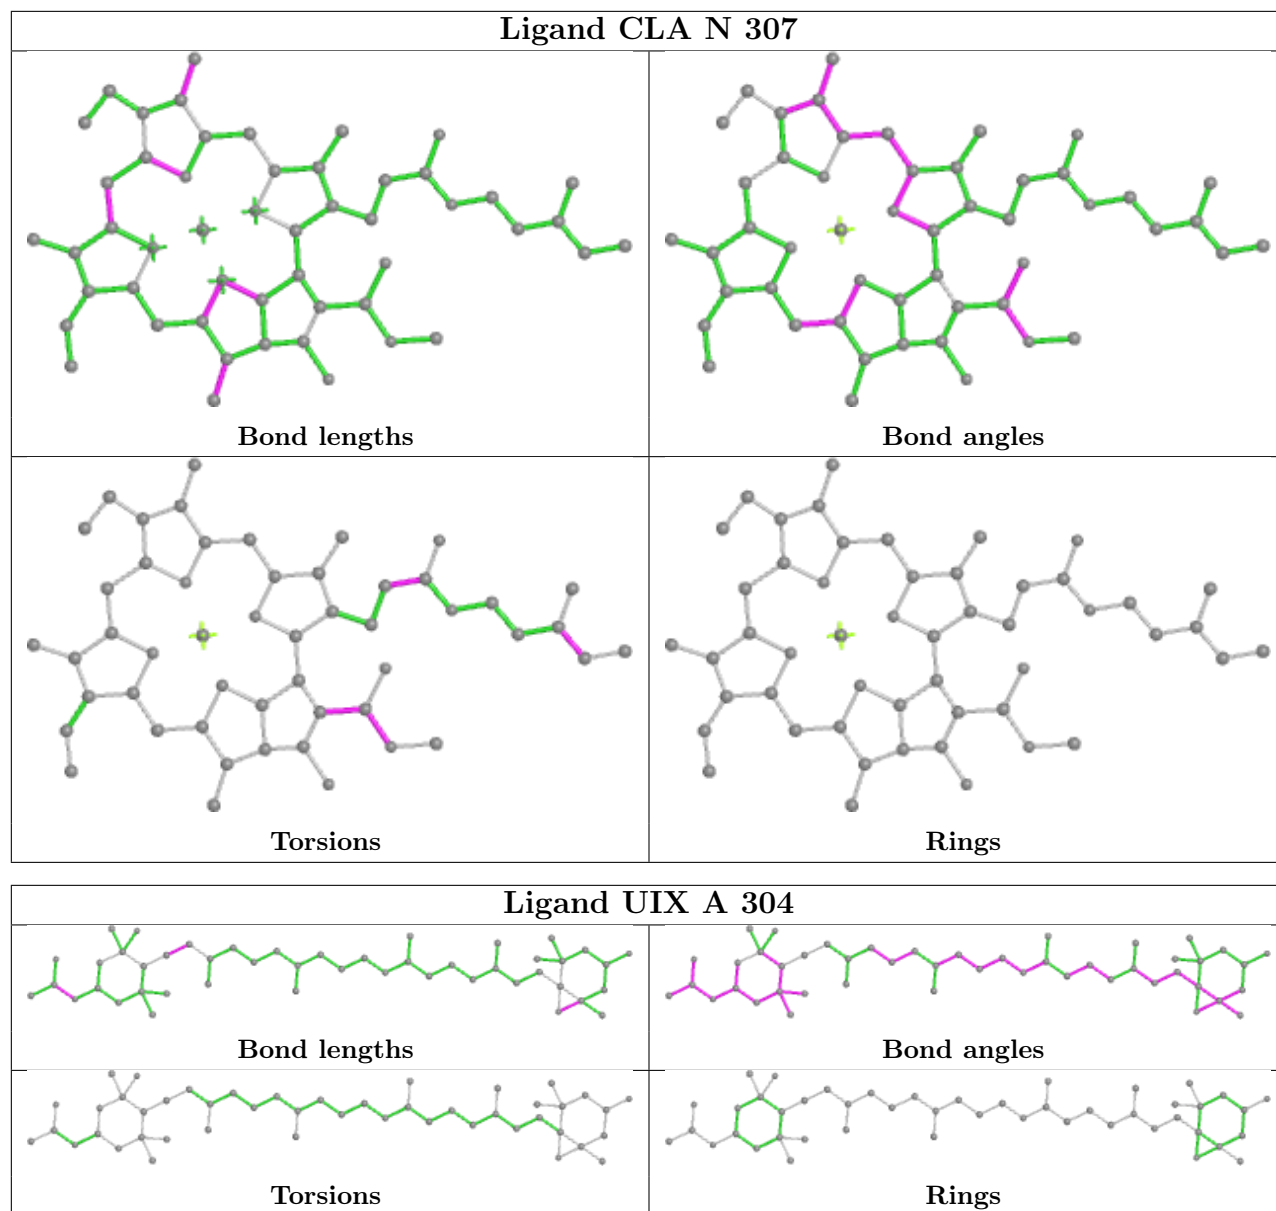 Ligand CLA N 307
Bond lengths
Bond angles
Torsions
Rings
Ligand UIX A 304
Bond lengths
Bond angles
Torsions
Rings